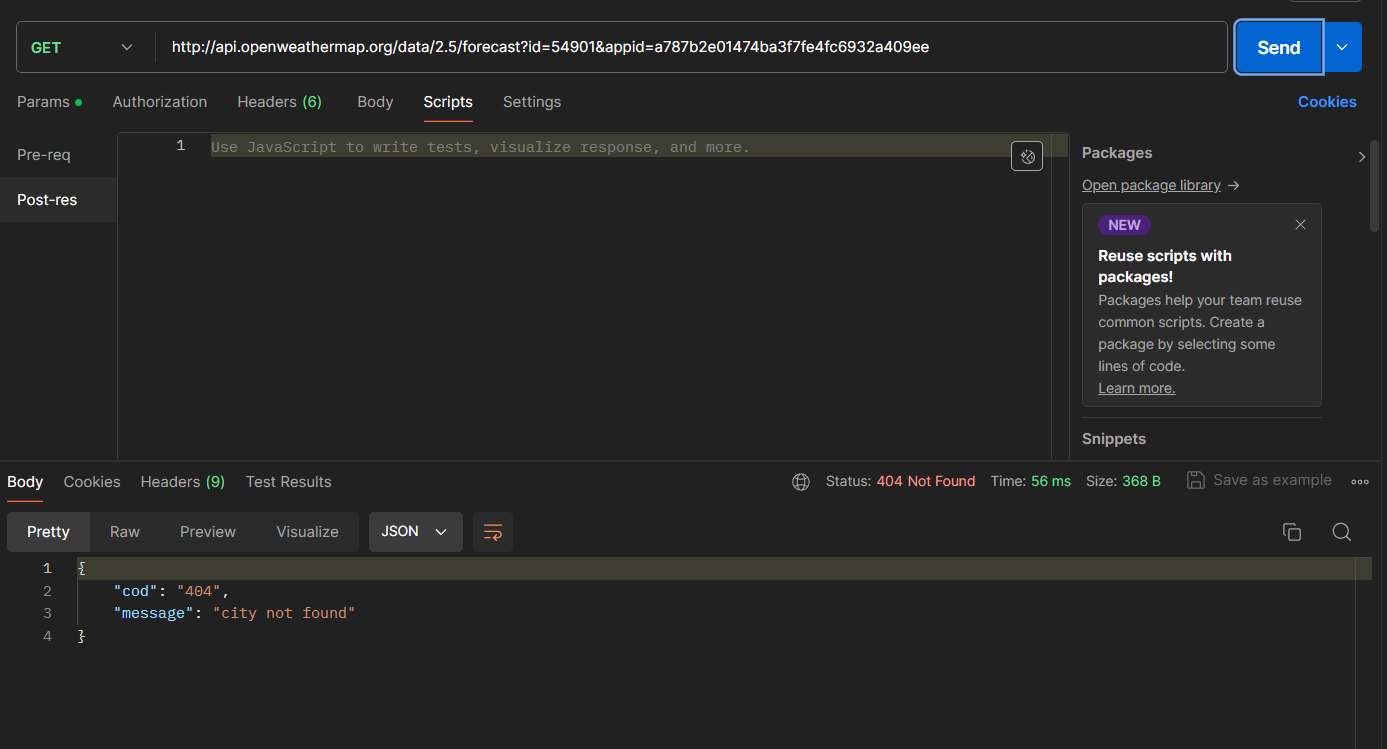 GET http://api.openweathermap.org/data/2.5/forecast?id=54901&appid=a787b2e01474ba3f7fe4fc6932a409ee Send
Params Authorization Headers (6) Body Scripts Settings Cookies
Pre-req
Post-res
1 Use JavaScript to write tests, visualize response, and more.
Packages
Open package library →
NEW
Reuse scripts with
packages!
Packages help your team reuse
common scripts. Create a
package by selecting some
lines of code.
Learn more.
Snippets
Body Cookies Headers (9) Test Results Status: 404 Not Found Time: 56 ms Size: 368 B Save as example
Pretty Raw Preview Visualize JSON
1 {
2 "cod": "404",
3 "message": "city not found"
4 }